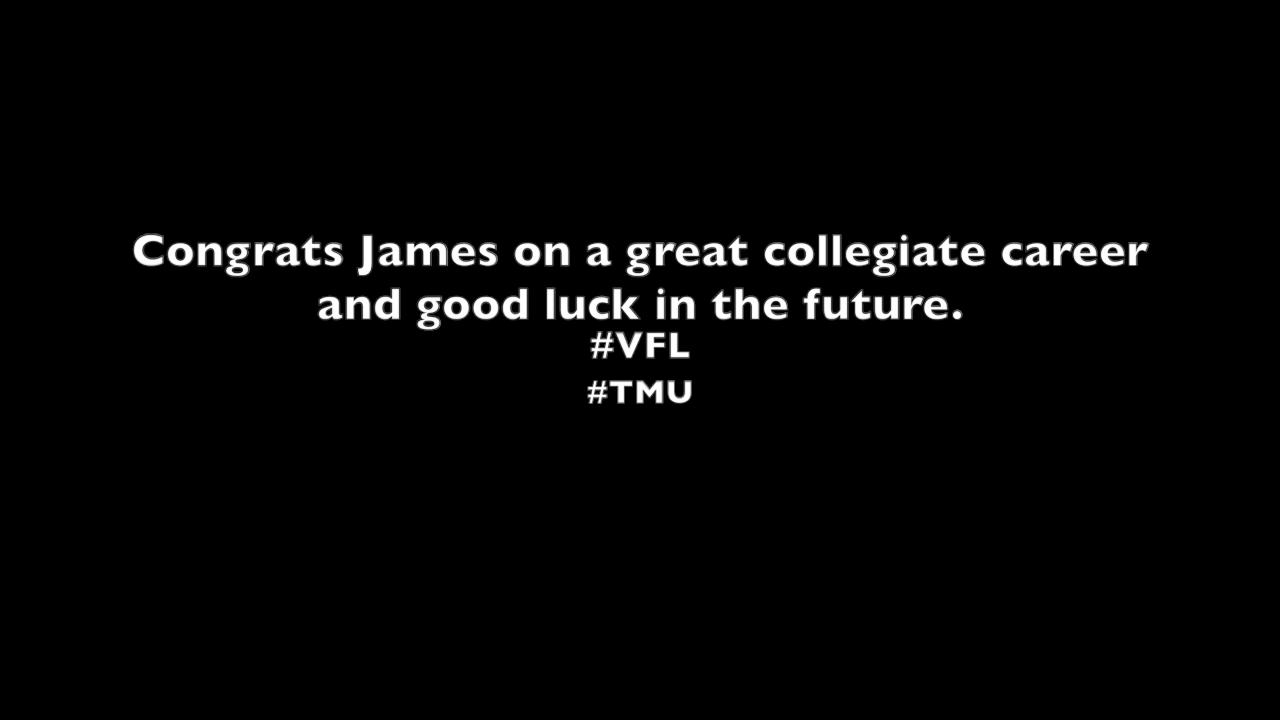 Congrats James on a great collegiate career
and good luck in the future.
#VFL
#TMU